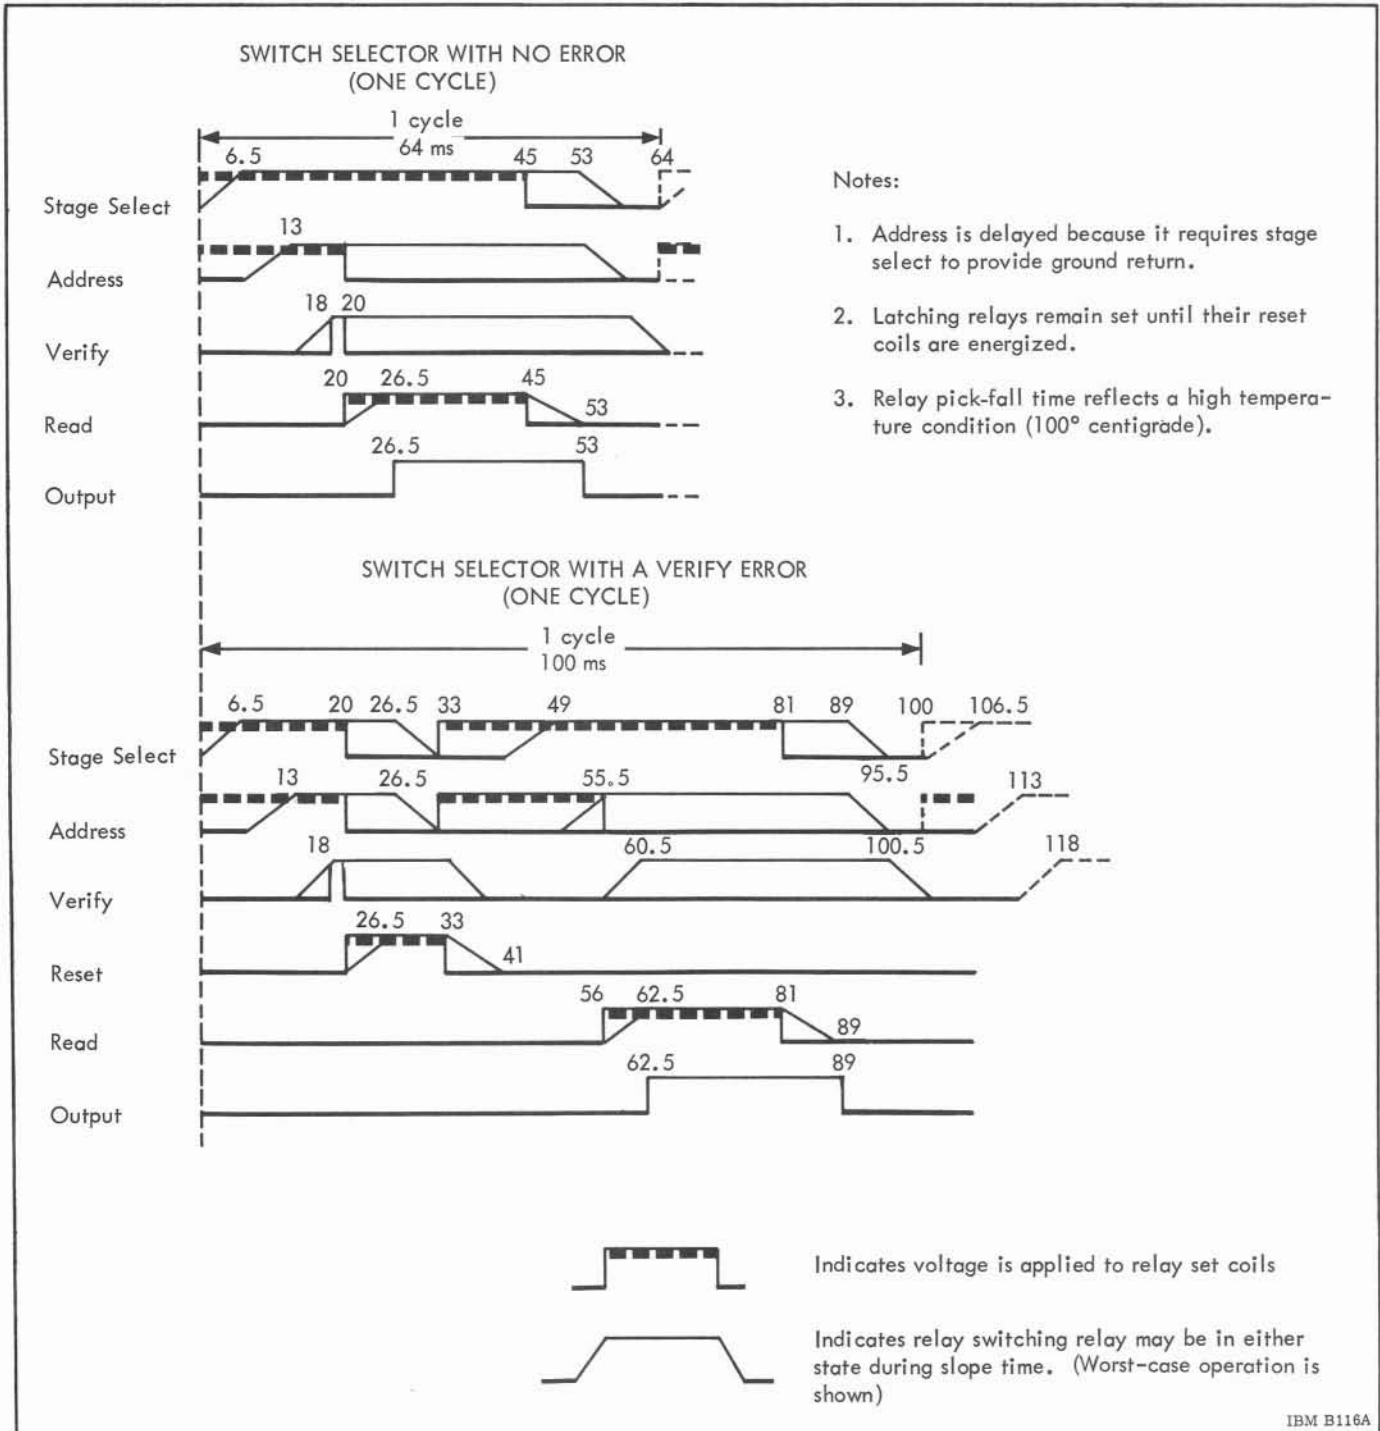 SWITCH SELECTOR WITH NO ERROR
(ONE CYCLE)
1 cycle
64 ms
6.5 45 53 64
Stage Select
13
Address
18 20
Verify
20 26.5 45
53
Read
26.5 53
Output
Notes:
1. Address is delayed because it requires stage
select to provide ground return.
2. Latching relays remain set until their reset
coils are energized.
3. Relay pick-fall time reflects a high tempera-
ture condition (100° centigrade).
SWITCH SELECTOR WITH A VERIFY ERROR
(ONE CYCLE)
1 cycle
100 ms
6.5 20 26.5 33 49 81 89 100 106.5
Stage Select
95.5
13 26.5 55.5 113
Address
18 60.5 100.5 118
Verify
26.5 33
41
Reset
56 62.5 81
89
Read
62.5 89
Output
Indicates voltage is applied to relay set coils
Indicates relay switching relay may be in either
state during slope time. (Worst-case operation is
shown)
IBM B116A